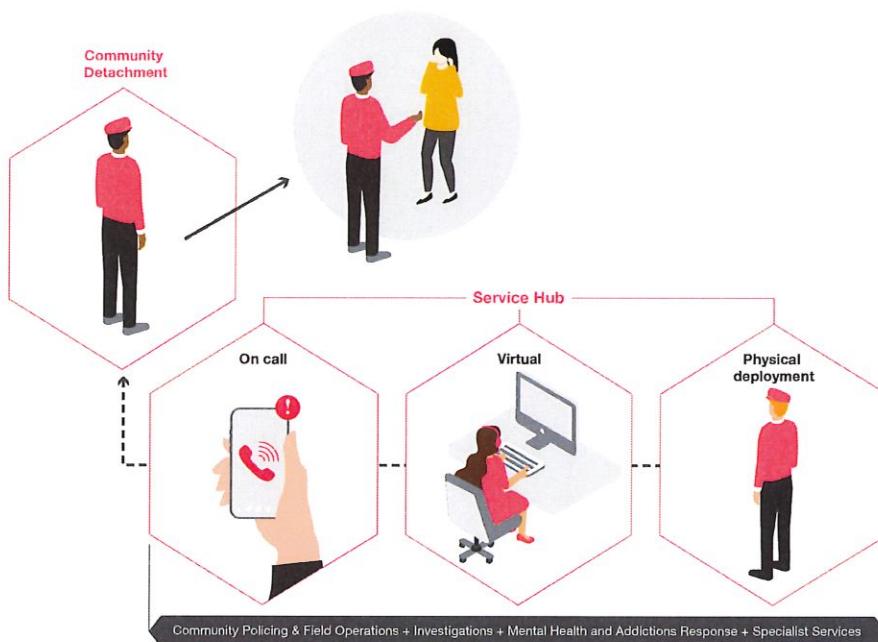 Community
Detachment
Service Hub
On call
Virtual
Physical
deployment
!
Community Policing & Field Operations + Investigations + Mental Health and Addictions Response + Specialist Services